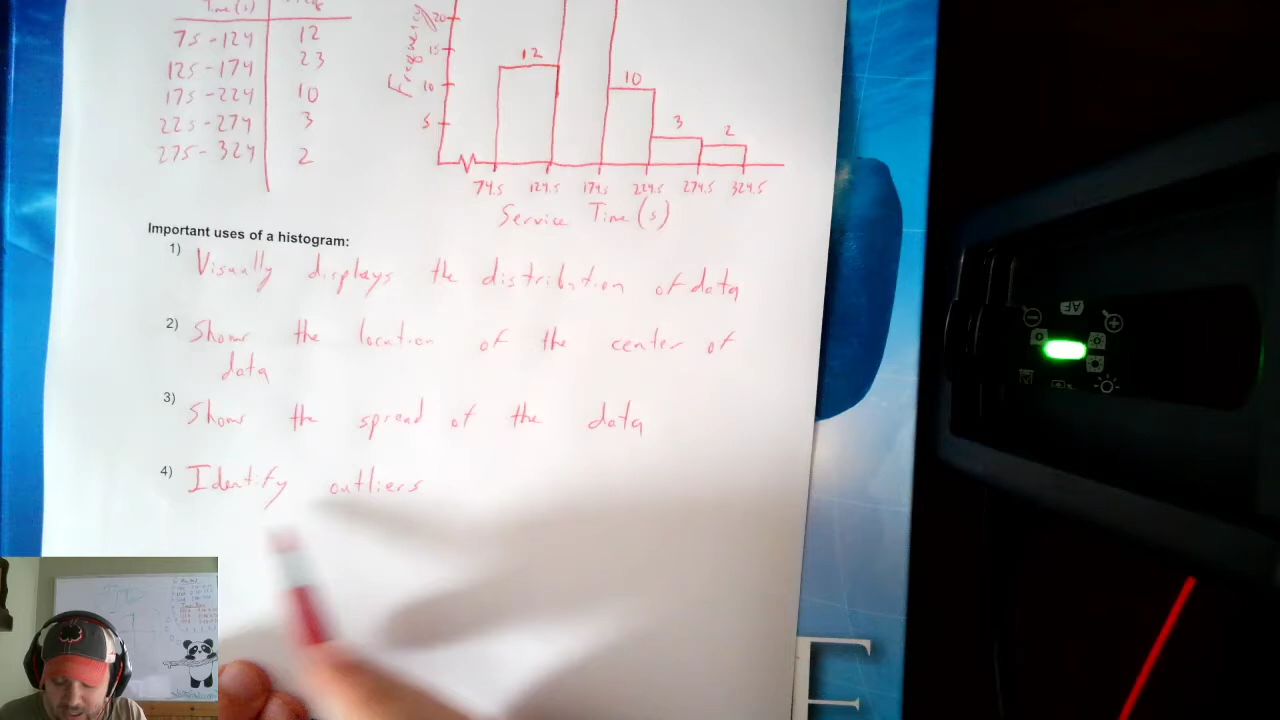 Time (s)
75-124 12
125-174 23
175-224 10
225-274 3
275-324 2
Frequency
20
15
10
5
12
10
3
2
74.5 124.5 174.5 224.5 274.5 324.5
Service Time (s)
Important uses of a histogram:
1) Visually displays the distribution of data
2) Shows the location of the center of
data
3) Shows the spread of the data
4) Identify outliers
AF